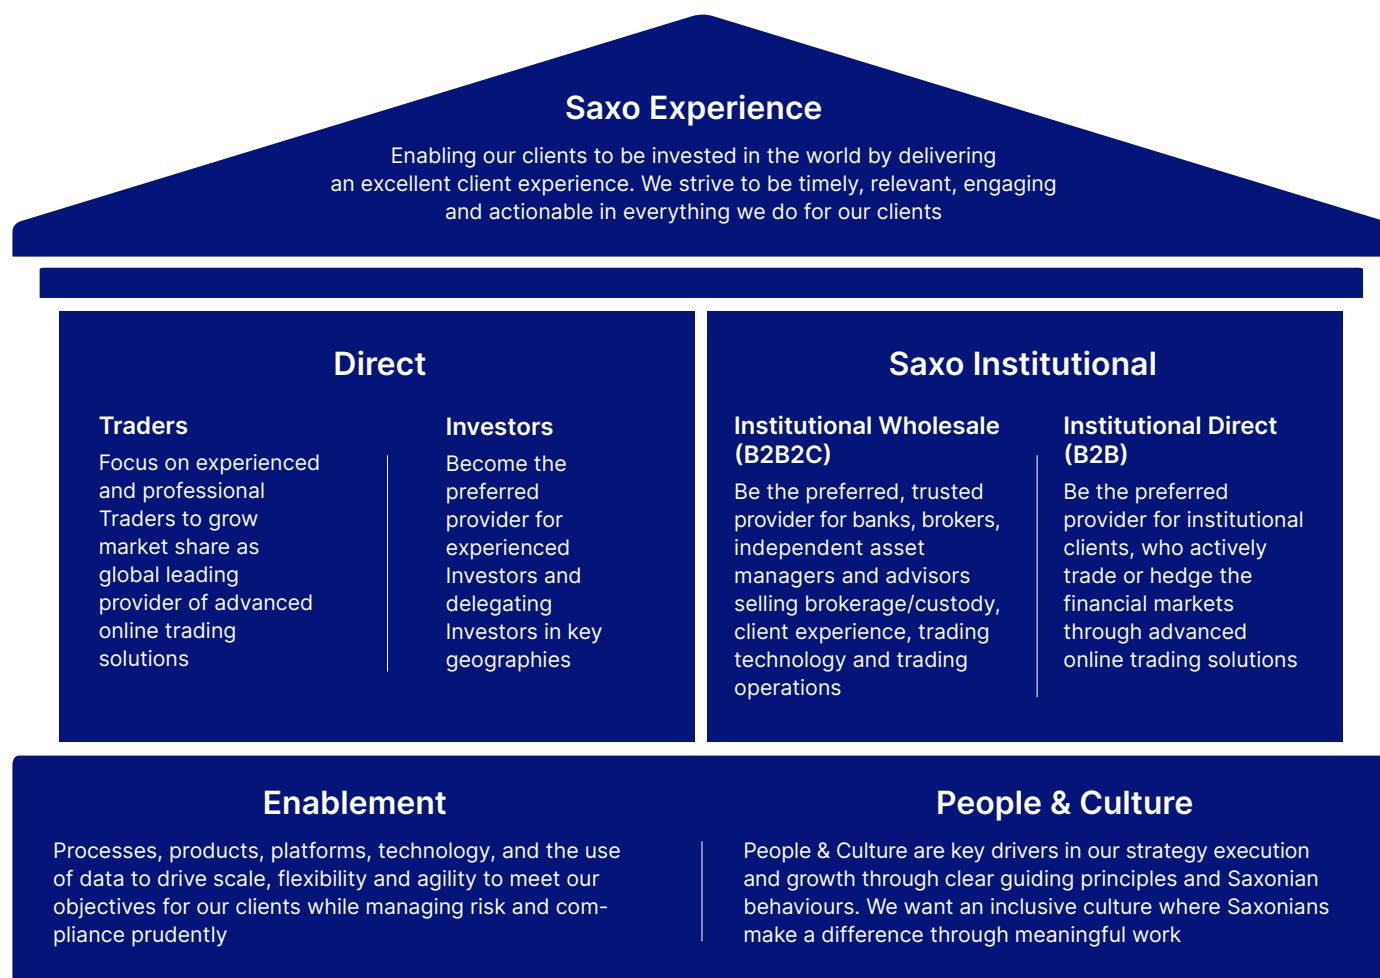 Saxo Experience
Enabling our clients to be invested in the world by delivering
an excellent client experience. We strive to be timely, relevant, engaging
and actionable in everything we do for our clients
Direct
Traders
Focus on experienced
and professional
Traders to grow
market share as
global leading
provider of advanced
online trading
solutions
Investors
Become the
preferred
provider for
experienced
Investors and
delegating
Investors in key
geographies
Saxo Institutional
Institutional Wholesale
(B2B2C)
Be the preferred, trusted
provider for banks, brokers,
independent asset
managers and advisors
selling brokerage/custody,
client experience, trading
technology and trading
operations
Institutional Direct
(B2B)
Be the preferred
provider for institutional
clients, who actively
trade or hedge the
financial markets
through advanced
online trading solutions
Enablement
Processes, products, platforms, technology, and the use
of data to drive scale, flexibility and agility to meet our
objectives for our clients while managing risk and com-
pliance prudently
People & Culture
People & Culture are key drivers in our strategy execution
and growth through clear guiding principles and Saxonian
behaviours. We want an inclusive culture where Saxonians
make a difference through meaningful work